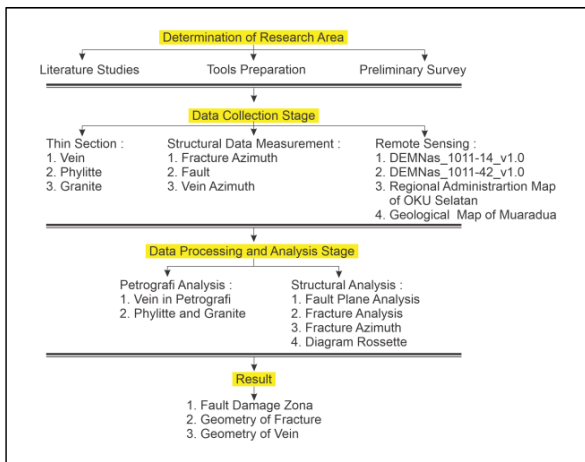 Determination of Research Area
Literature Studies
Tools Preparation
Preliminary Survey
Data Collection Stage
Thin Section :
1. Vein
2. Phylitte
3. Granite
Structural Data Measurement :
1. Fracture Azimuth
2. Fault
3. Vein Azimuth
Remote Sensing :
1. DEMNas_1011-14_v1.0
2. DEMNas_1011-42_v1.0
3. Regional Administrartion Map
of OKU Selatan
4. Geological Map of Muaradua
Data Processing and Analysis Stage
Petrografi Analysis :
1. Vein in Petrografi
2. Phylitte and Granite
Structural Analysis :
1. Fault Plane Analysis
2. Fracture Analysis
3. Fracture Azimuth
4. Diagram Rossette
Result
1. Fault Damage Zona
2. Geometry of Fracture
3. Geometry of Vein